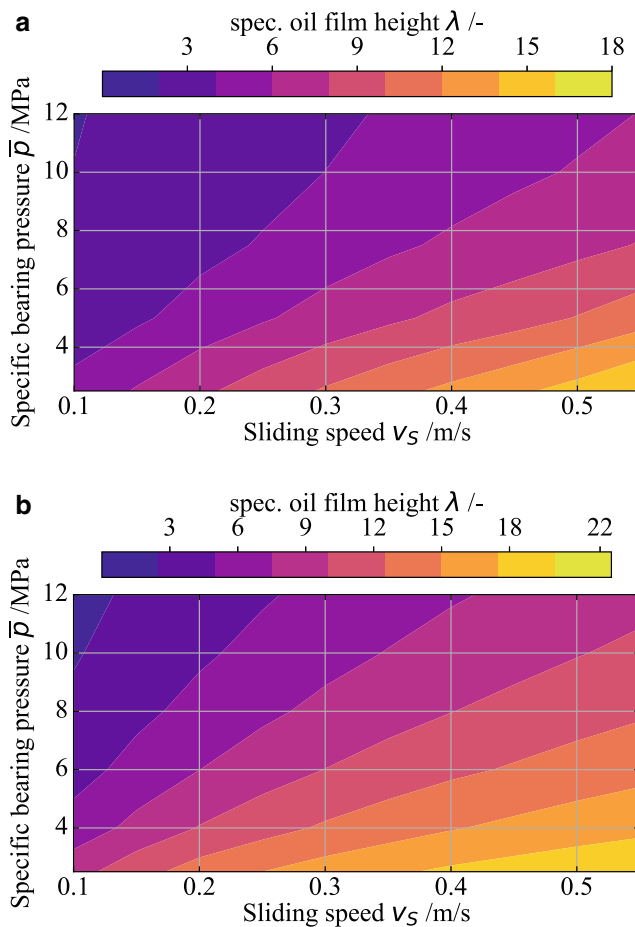 a
spec. oil film height λ /-
3 6 9 12 15 18
Specific bearing pressure p̅ /MPa
12
10
8
6
4
0.1 0.2 0.3 0.4 0.5
Sliding speed vS /m/s
b
spec. oil film height λ /-
3 6 9 12 15 18 22
Specific bearing pressure p̅ /MPa
12
10
8
6
4
0.1 0.2 0.3 0.4 0.5
Sliding speed vS /m/s